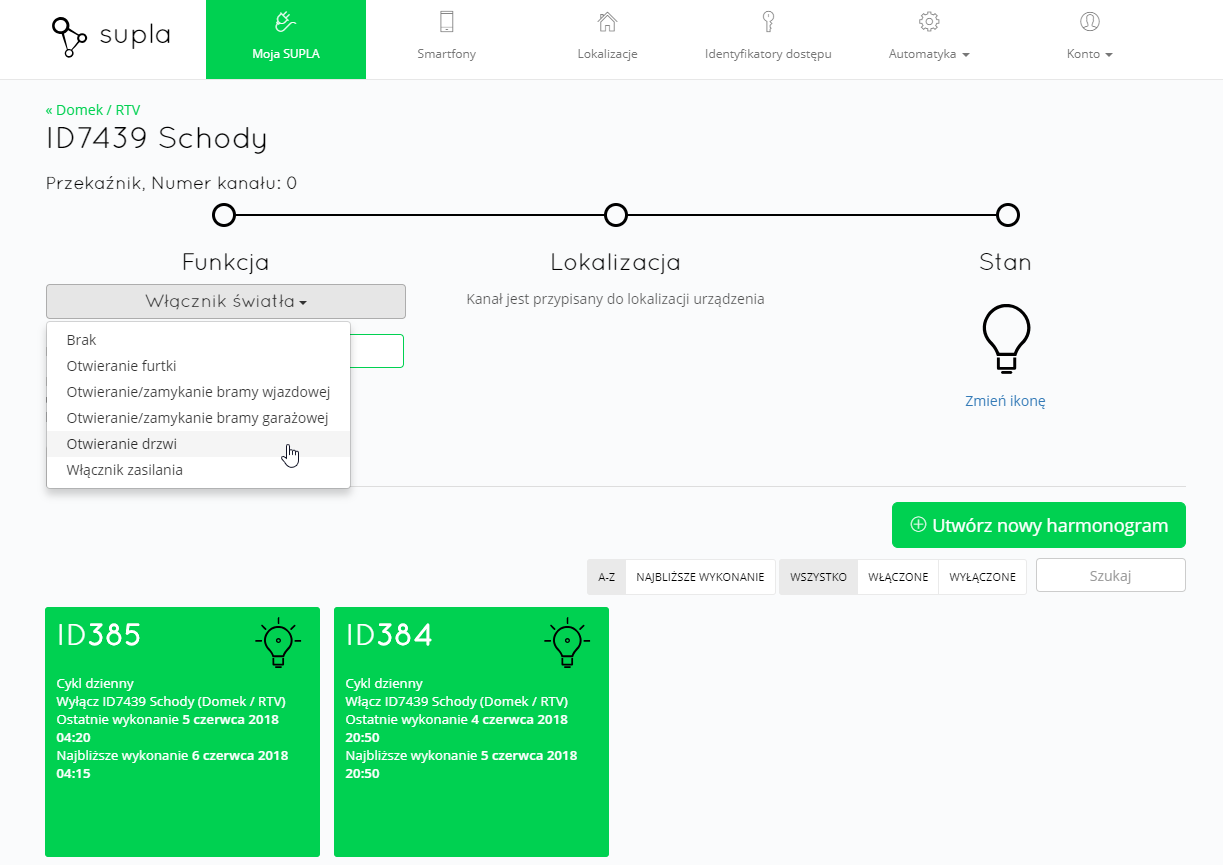 supla
Moja SUPLA
Smartfony
Lokalizacje
Identyfikatory dostępu
Automatyka
Konto
« Domek / RTV
ID7439 Schody
Przekaźnik, Numer kanału: 0
Funkcja
Lokalizacja
Stan
Włącznik światła
Kanał jest przypisany do lokalizacji urządzenia
Brak
Otwieranie furtki
Otwieranie/zamykanie bramy wjazdowej
Otwieranie/zamykanie bramy garażowej
Otwieranie drzwi
Włącznik zasilania
Zmień ikonę
Utwórz nowy harmonogram
A-Z
NAJBLIŻSZE WYKONANIE
WSZYSTKO
WŁĄCZONE
WYŁĄCZONE
Szukaj
ID385
Cykl dzienny
Wyłącz ID7439 Schody (Domek / RTV)
Ostatnie wykonanie 5 czerwca 2018
04:20
Najbliższe wykonanie 6 czerwca 2018
04:15
ID384
Cykl dzienny
Włącz ID7439 Schody (Domek / RTV)
Ostatnie wykonanie 4 czerwca 2018
20:50
Najbliższe wykonanie 5 czerwca 2018
20:50